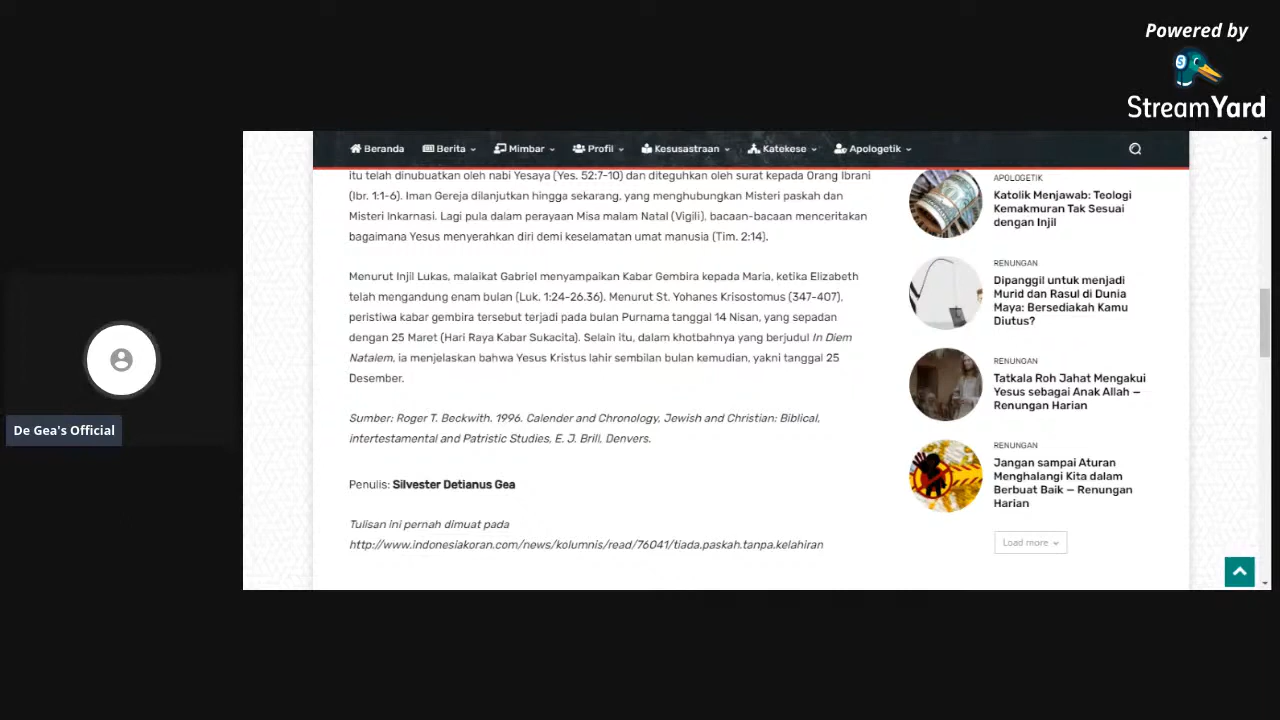 Powered by
StreamYard
Beranda
Berita
Mimbar
Profil
Kesusastraan
Katekese
Apologetik
itu telah dinubuatkan oleh nabi Yesaya (Yes. 52:7-10) dan diteguhkan oleh surat kepada Orang Ibrani
(Ibr. 1:1-6). Iman Gereja dilanjutkan hingga sekarang, yang menghubungkan Misteri paskah dan
Misteri Inkarnasi. Lagi pula dalam perayaan Misa malam Natal (Vigili), bacaan-bacaan menceritakan
bagaimana Yesus menyerahkan diri demi keselamatan umat manusia (Tim. 2:14).
Menurut Injil Lukas, malaikat Gabriel menyampaikan Kabar Gembira kepada Maria, ketika Elizabeth
telah mengandung enam bulan (Luk. 1:24-26.36). Menurut St. Yohanes Krisostomus (347-407),
peristiwa kabar gembira tersebut terjadi pada bulan Purnama tanggal 14 Nisan, yang sepadan
dengan 25 Maret (Hari Raya Kabar Sukacita). Selain itu, dalam khotbahnya yang berjudul In Diem
Nataiem, ia menjelaskan bahwa Yesus Kristus lahir sembilan bulan kemudian, yakni tanggal 25
Desember.
Sumber: Roger T. Beckwith. 1996. Calender and Chronology, Jewish and Christian: Biblical,
intertestamental and Patristic Studies, E. J. Brill, Denvers.
Penulis: Silvester Detianus Gea
Tulisan ini pernah dimuat pada
http://www.indonesiakoran.com/news/kolumnis/read/76041/tiada.paskah.tanpa.kelahiran
APOLOGETIK
Katolik Menjawab: Teologi
Kemakmuran Tak Sesuai
dengan Injil
RENUNGAN
Dipanggil untuk menjadi
Murid dan Rasul di Dunia
Maya: Bersediakah Kamu
Diutus?
RENUNGAN
Tatkala Roh Jahat Mengakui
Yesus sebagai Anak Allah —
Renungan Harian
RENUNGAN
Jangan sampai Aturan
Menghalangi Kita dalam
Berbuat Baik — Renungan
Harian
Load more
De Gea's Official